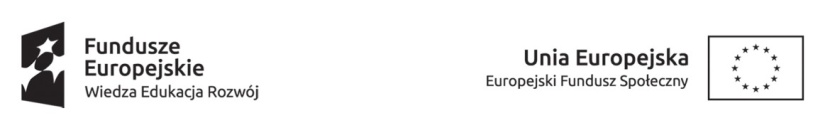 Fundusze
Europejskie
Wiedza Edukacja Rozwój
Unia Europejska
Europejski Fundusz Społeczny